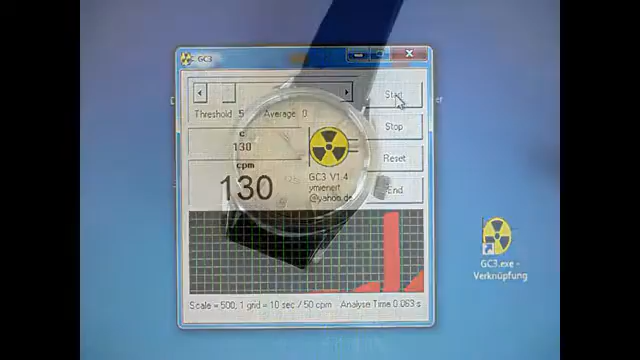 GC3
Start
Threshold 5 Average 0
Stop
c
130
cpm
130
Reset
GC3 V1.4
ymienert
@yahoo.de
End
GC3.exe -
Verknüpfung
Scale = 500, 1 grid = 10 sec / 50 cpm Analyse Time 0.063 s